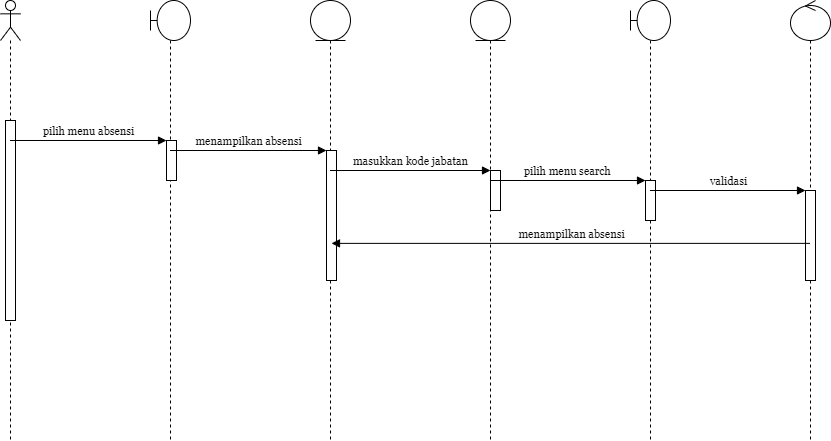 pilih menu absensi
menampilkan absensi
masukkan kode jabatan
pilih menu search
validasi
menampilkan absensi